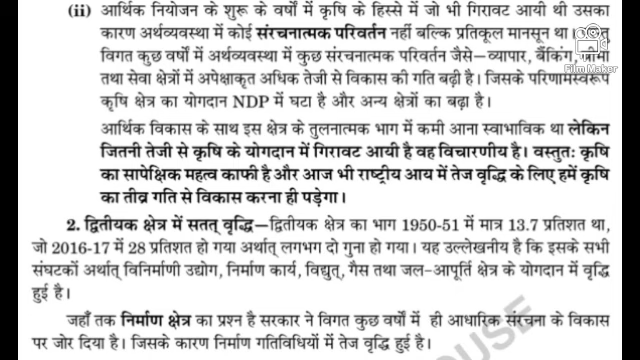 (ii) आर्थिक नियोजन के शुरू के वर्षों में कृषि के हिस्से में जो भी गिरावट आयी थी उसका
कारण अर्थव्यवस्था में कोई संरचनात्मक परिवर्तन नहीं बल्कि प्रतिकूल मानसून था।
विगत कुछ वर्षों में अर्थव्यवस्था में कुछ संरचनात्मक परिवर्तन जैसे—व्यापार, बैंकिंग, बीमा
तथा सेवा क्षेत्रों में अपेक्षाकृत अधिक तेजी से विकास की गति बढ़ी है। जिसके परिणामस्वरूप
Film Maker
कृषि क्षेत्र का योगदान NDP में घटा है और अन्य क्षेत्रों का बढ़ा है।
आर्थिक विकास के साथ इस क्षेत्र के तुलनात्मक भाग में कमी आना स्वाभाविक था लेकिन
जितनी तेजी से कृषि के योगदान में गिरावट आयी है वह विचारणीय है। वस्तुतः कृषि
का सापेक्षिक महत्व काफी है और आज भी राष्ट्रीय आय में तेज वृद्धि के लिए हमें कृषि
का तीव्र गति से विकास करना ही पड़ेगा।
2. द्वितीयक क्षेत्र में सतत् वृद्धि—द्वितीयक क्षेत्र का भाग 1950-51 में मात्र 13.7 प्रतिशत था,
जो 2016-17 में 28 प्रतिशत हो गया अर्थात् लगभग दो गुना हो गया। यह उल्लेखनीय है कि इसके सभी
संघटकों अर्थात् विनिर्माणी उद्योग, निर्माण कार्य, विद्युत्, गैस तथा जल-आपूर्ति क्षेत्र के योगदान में वृद्धि
हुई है।
जहाँ तक निर्माण क्षेत्र का प्रश्न है सरकार ने विगत कुछ वर्षों में ही आधारिक संरचना के विकास
पर जोर दिया है। जिसके कारण निर्माण गतिविधियों में तेज वृद्धि हुई है।